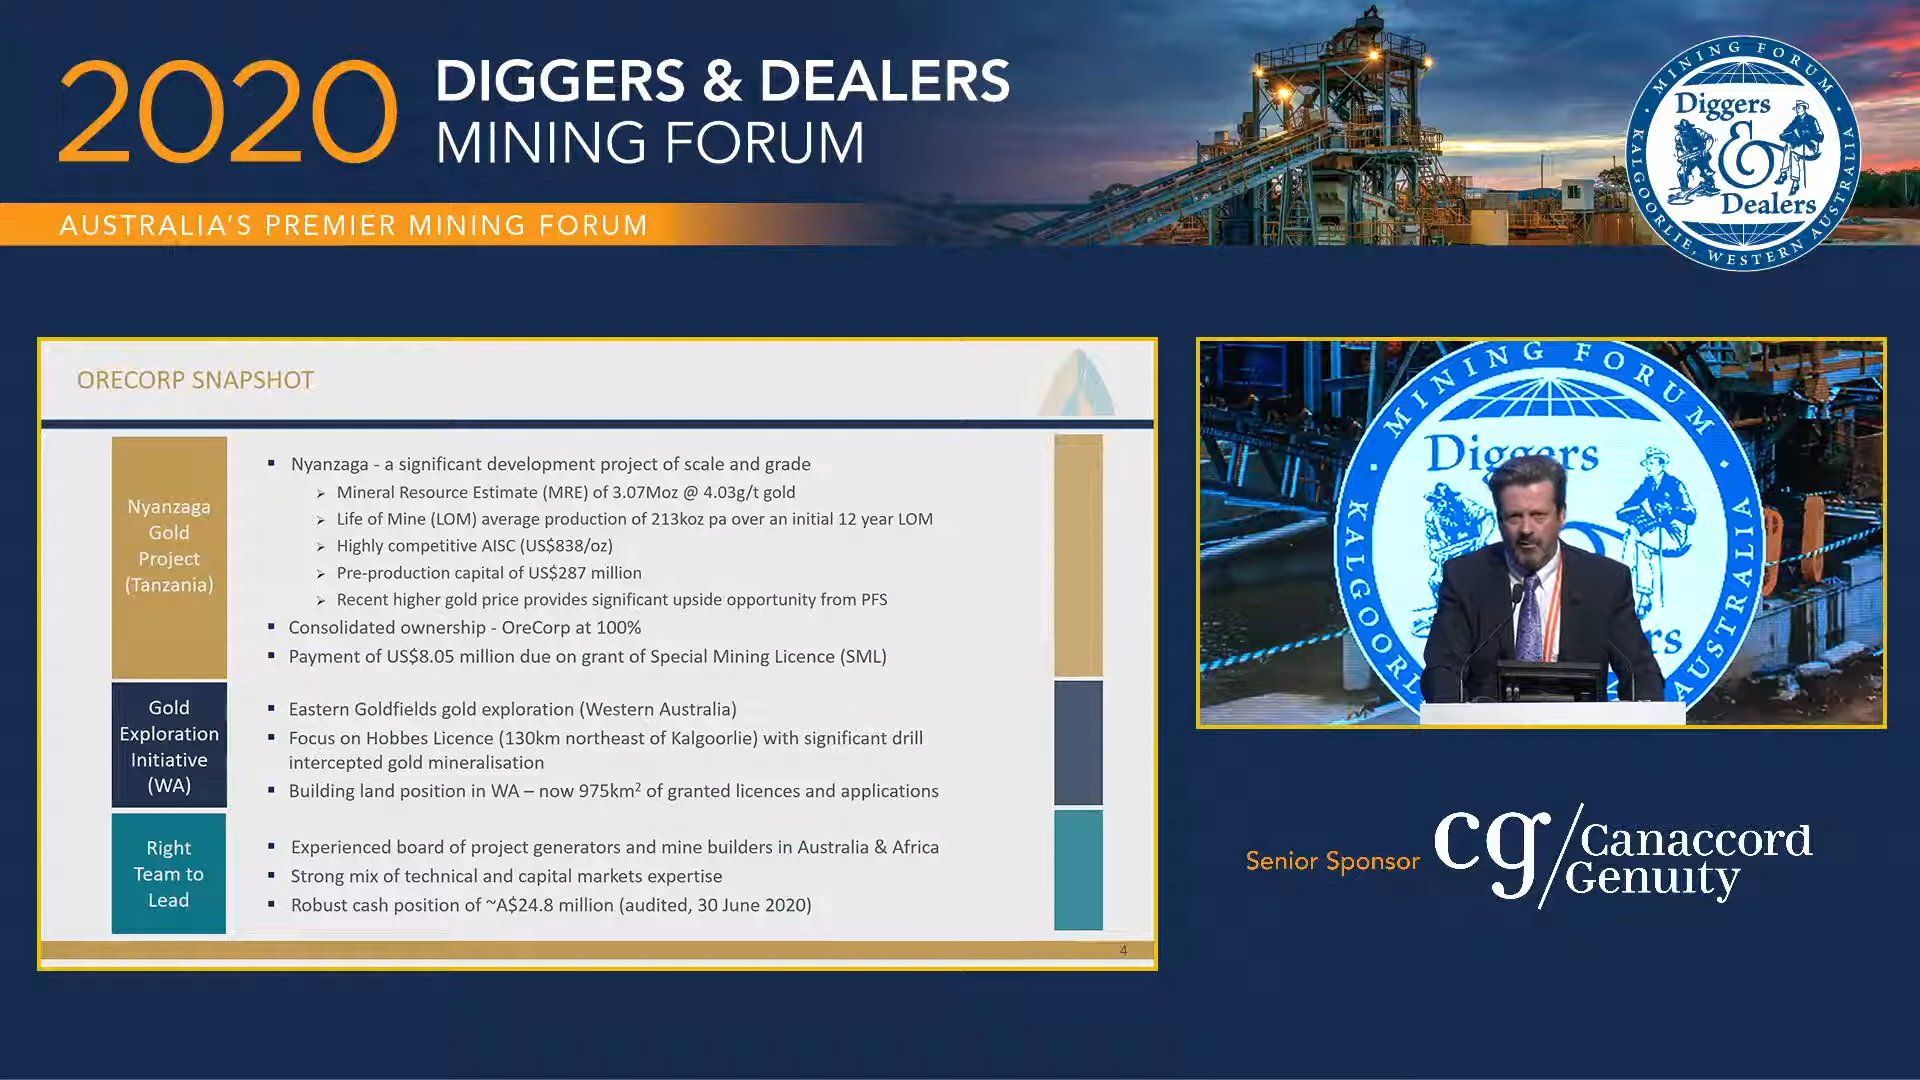 2020
DIGGERS & DEALERS
MINING FORUM
AUSTRALIA'S PREMIER MINING FORUM
MINING FORUM
Diggers
&
Dealers
KALGOORLIE, WESTERN AUSTRALIA
ORECORP SNAPSHOT
Nyanzaga
Gold
Project
(Tanzania)
▪ Nyanzaga - a significant development project of scale and grade
➢ Mineral Resource Estimate (MRE) of 3.07Moz @ 4.03g/t gold
➢ Life of Mine (LOM) average production of 213koz pa over an initial 12 year LOM
➢ Highly competitive AISC (US$838/oz)
➢ Pre-production capital of US$287 million
➢ Recent higher gold price provides significant upside opportunity from PFS
▪ Consolidated ownership - OreCorp at 100%
▪ Payment of US$8.05 million due on grant of Special Mining Licence (SML)
Gold
Exploration
Initiative
(WA)
▪ Eastern Goldfields gold exploration (Western Australia)
▪ Focus on Hobbes Licence (130km northeast of Kalgoorlie) with significant drill
intercepted gold mineralisation
▪ Building land position in WA – now 975km² of granted licences and applications
Right
Team to
Lead
▪ Experienced board of project generators and mine builders in Australia & Africa
▪ Strong mix of technical and capital markets expertise
▪ Robust cash position of ~A$24.8 million (audited, 30 June 2020)
4
MINING FORUM
Diggers
rs
KALGOORL
AUSTRALIA
Senior Sponsor
cg/Canaccord
Genuity